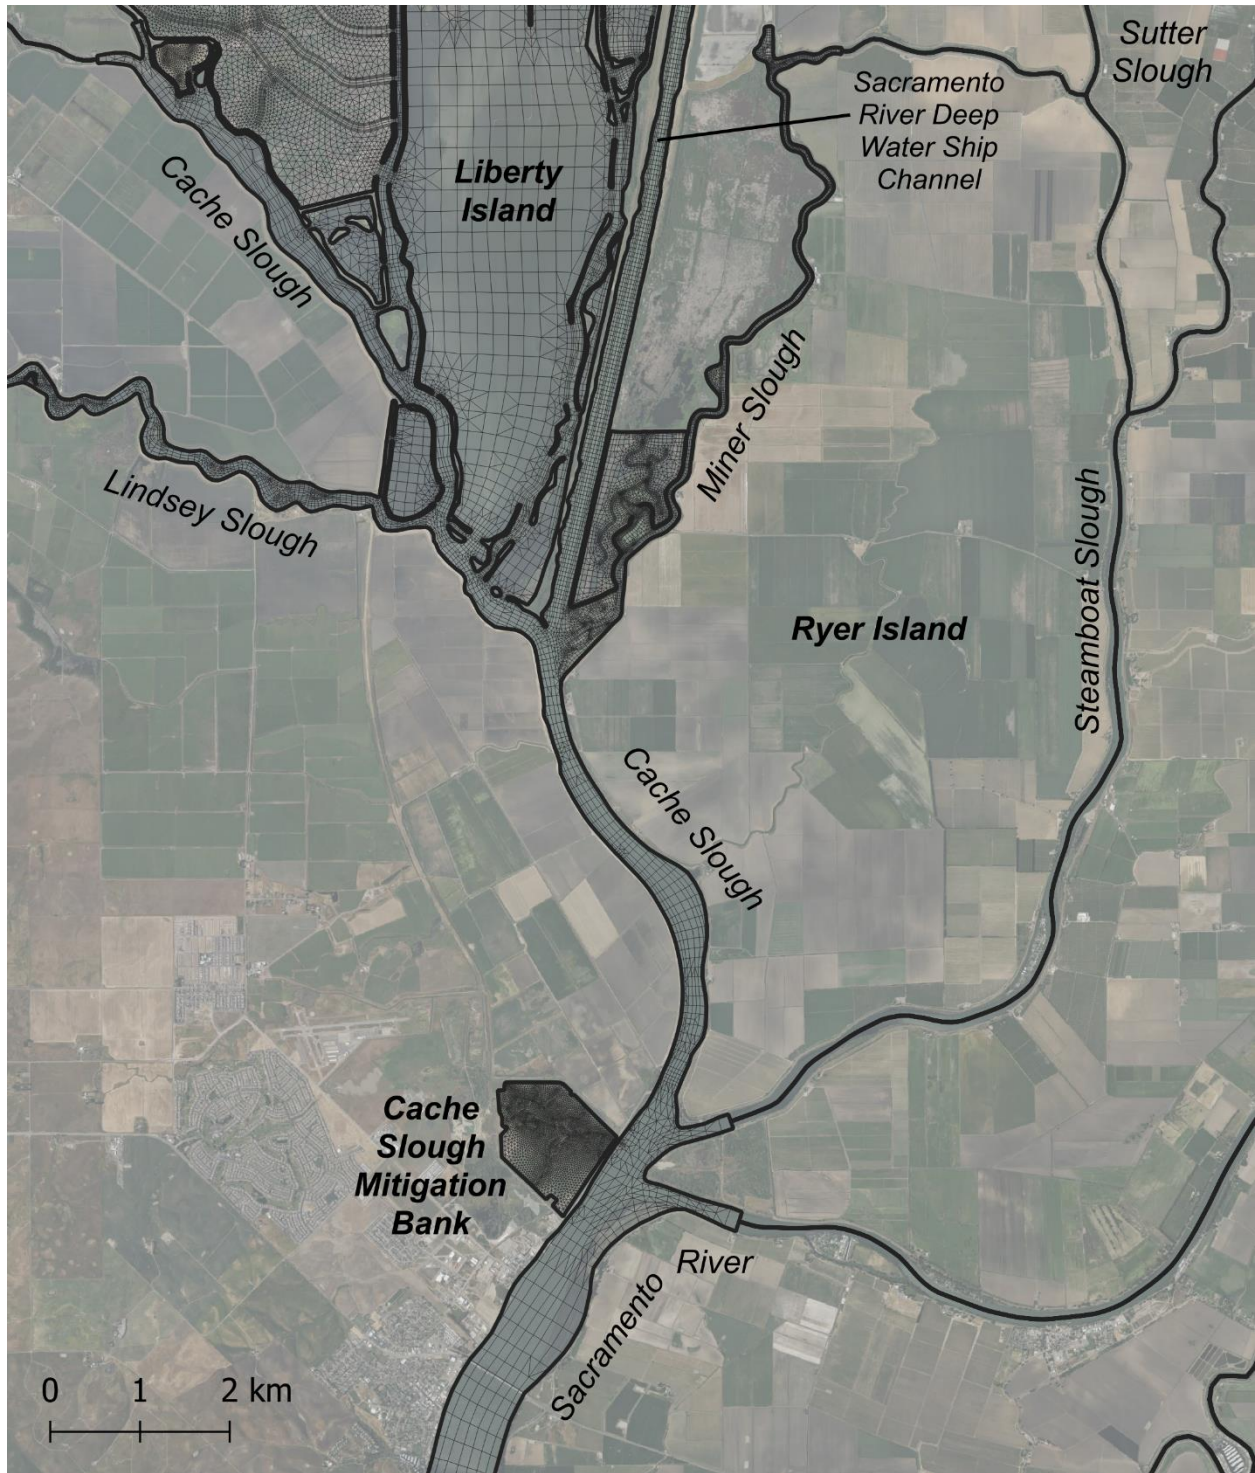 Sutter
Slough
Sacramento
River Deep
Water Ship
Channel
Liberty
Island
Cache Slough
Miner Slough
Lindsey Slough
Steamboat Slough
Ryer Island
Cache Slough
Cache
Slough
Mitigation
Bank
River
Sacramento
0 1 2 km